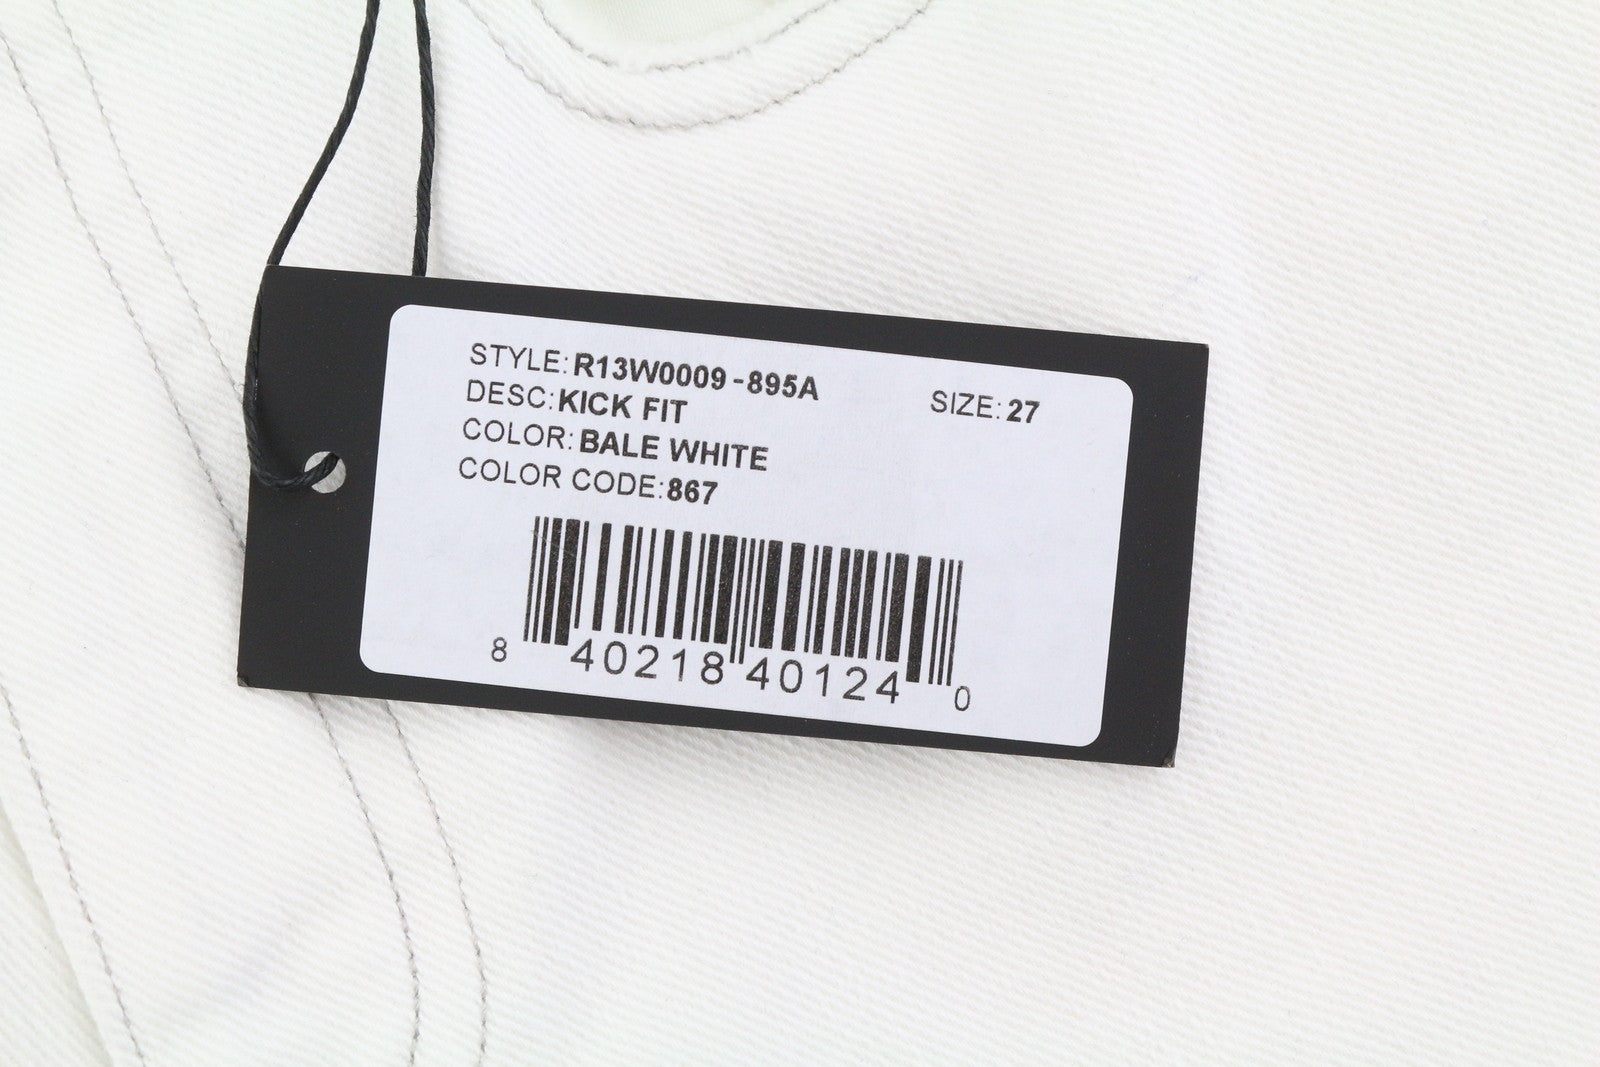 STYLE: R13W0009-895A SIZE: 27
DESC: KICK FIT
COLOR: BALE WHITE
COLOR CODE: 867
8 40218 40124 0